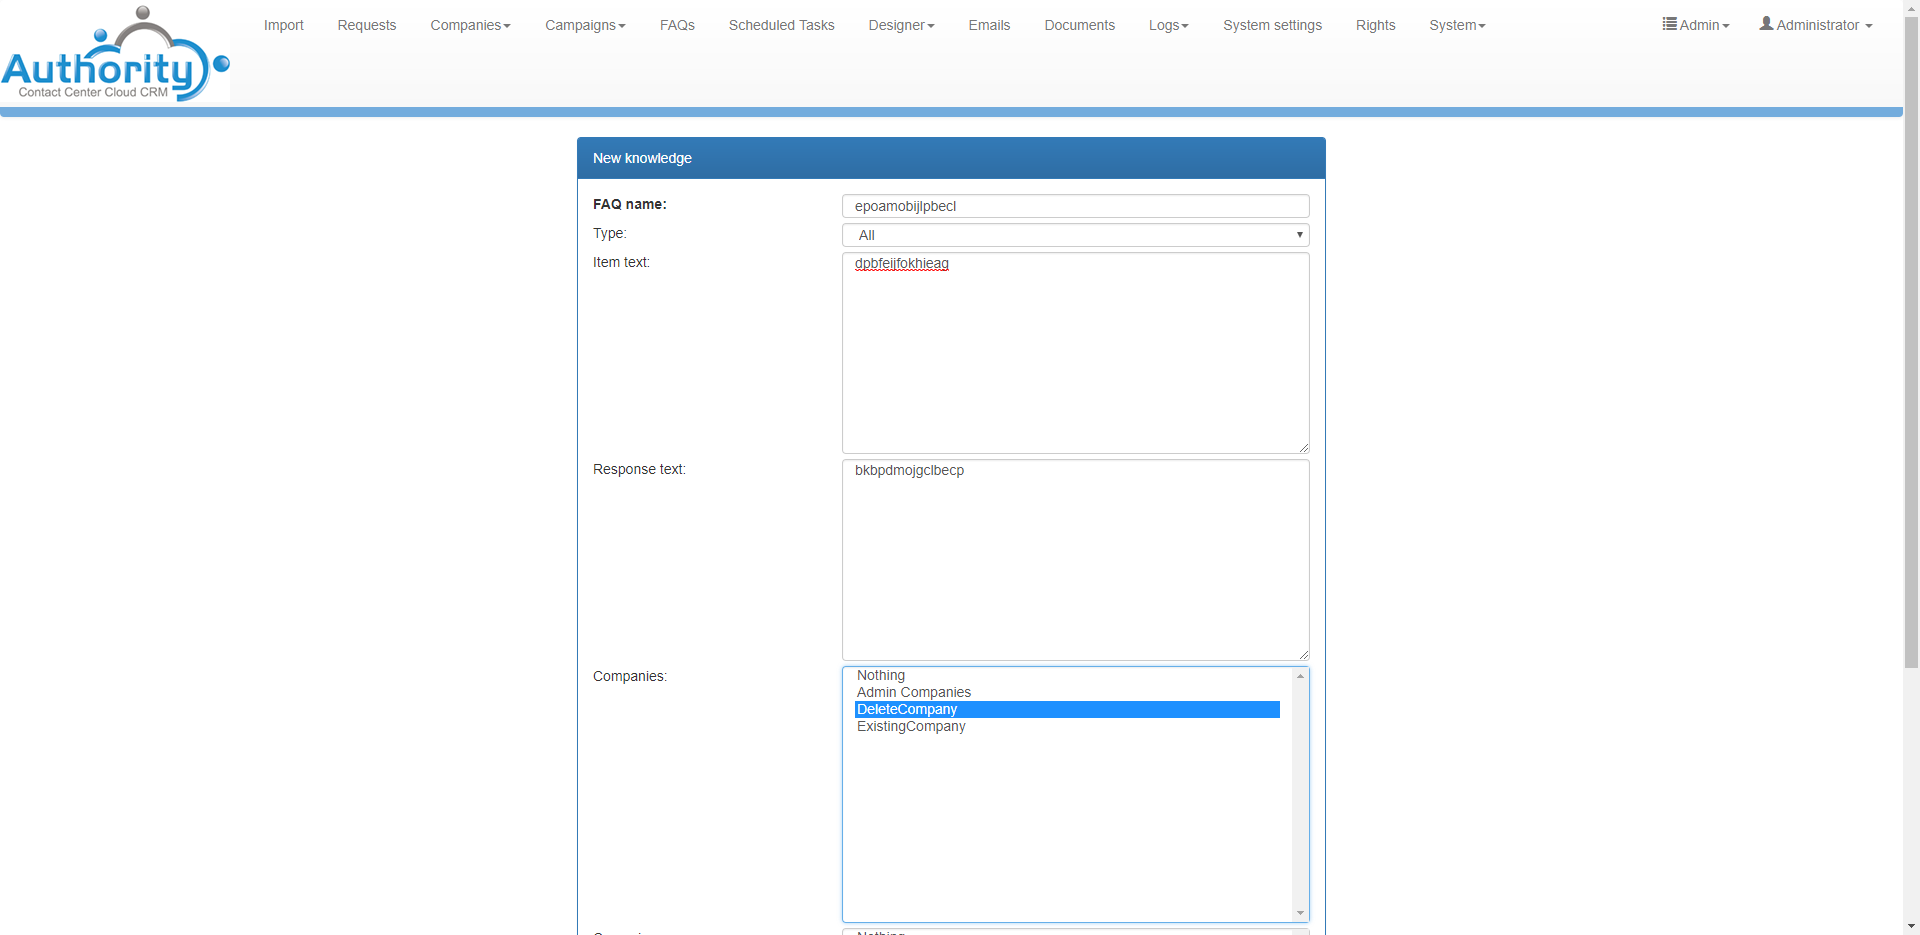 Authority
Contact Center Cloud CRM
Import Requests Companies Campaigns FAQs Scheduled Tasks Designer Emails Documents Logs System settings Rights System Admin Administrator
New knowledge
FAQ name: epoamobijlpbecl
Type: All
Item text: dpbfeijfokhieag
Response text: bkbpdmojgclbecp
Companies: Nothing
Admin Companies
DeleteCompany
ExistingCompany
Nothing